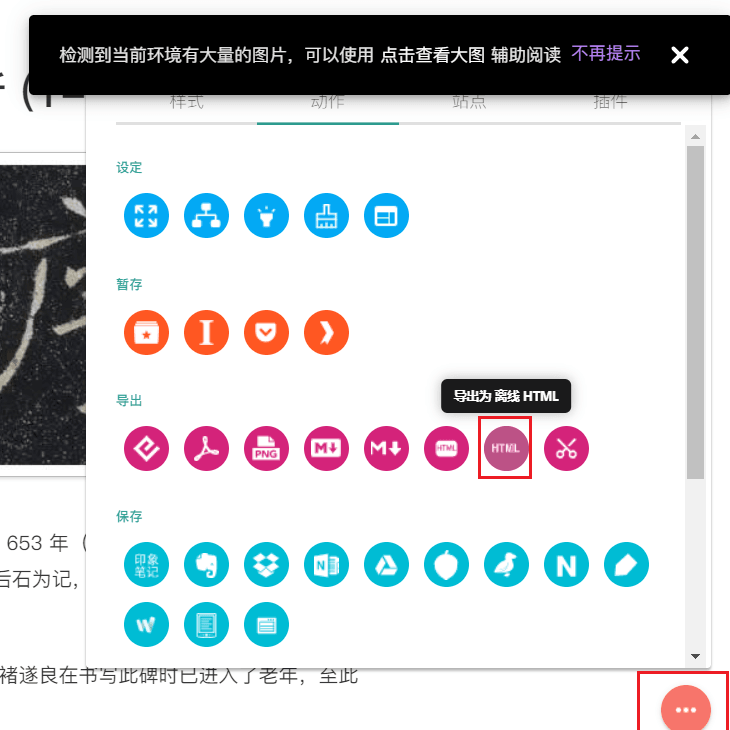 检测到当前环境有大量的图片，可以使用 点击查看大图 辅助阅读 不再提示
样式 动作 站点 插件
设定
暂存
导出
导出为 离线 HTML
PNG
M
M
HTML
HTML
保存
印象
笔记
N
N
653 年（
后石为记，
褚遂良在书写此碑时已进入了老年，至此